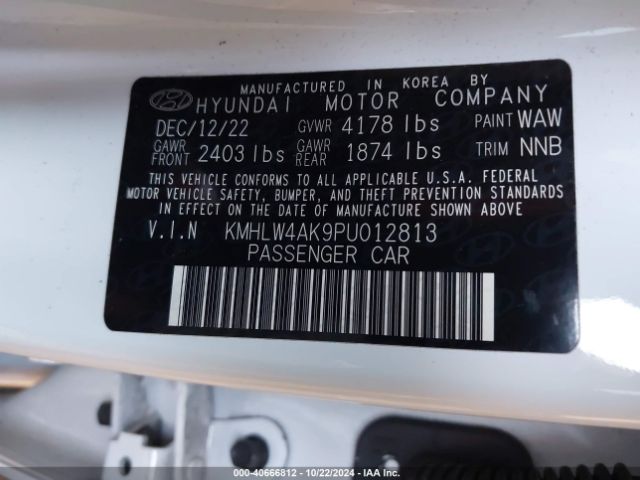 MANUFACTURED IN KOREA BY
HYUNDAI MOTOR COMPANY
DEC/12/22 GVWR 4178 lbs PAINT WAW
GAWR FRONT 2403 lbs GAWR REAR 1874 lbs TRIM NNB
THIS VEHICLE CONFORMS TO ALL APPLICABLE U.S.A. FEDERAL
MOTOR VEHICLE SAFETY, BUMPER, AND THEFT PREVENTION STANDARDS
IN EFFECT ON THE DATE OF MANUFACTURE SHOWN ABOVE.
V.I.N KMHLW4AK9PU012813
PASSENGER CAR
000-40666812 - 10/22/2024 - IAA Inc.